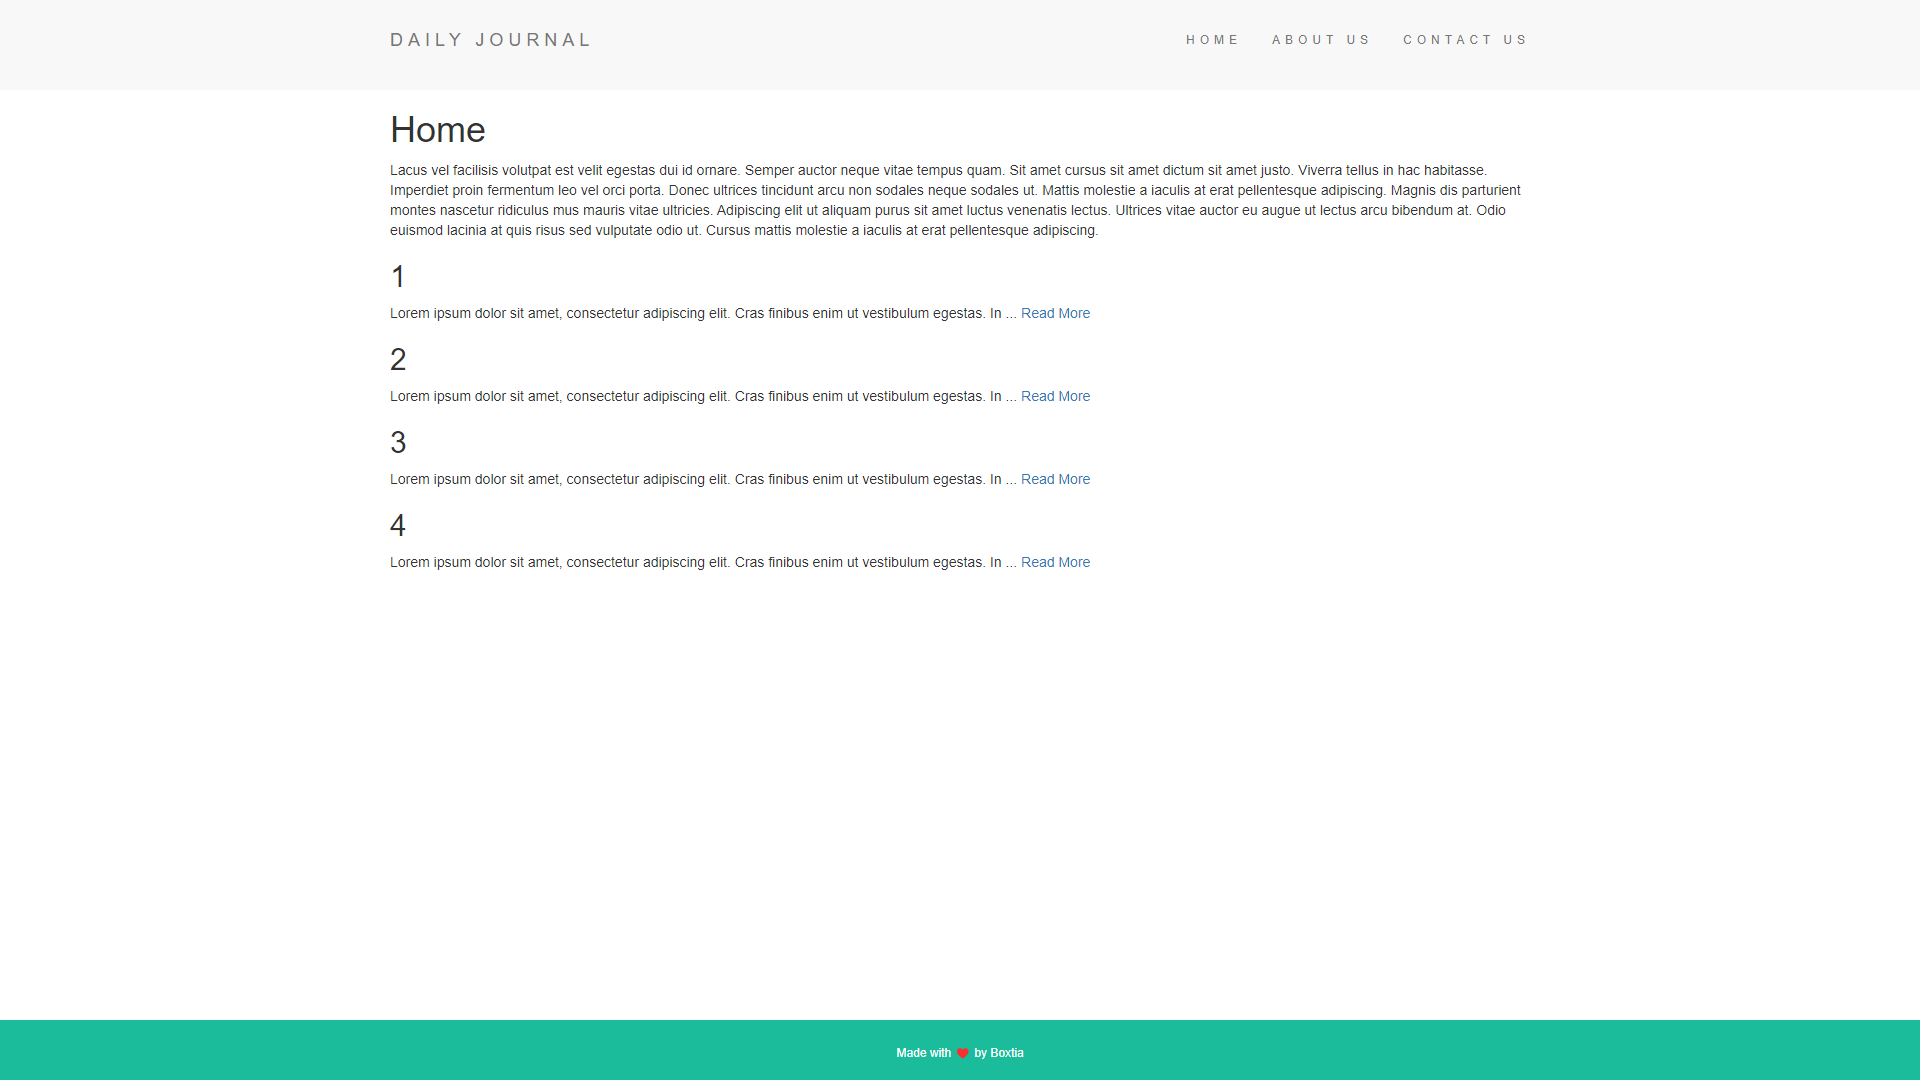 DAILY JOURNAL
HOME ABOUT US CONTACT US
Home
Lacus vel facilisis volutpat est velit egestas dui id ornare. Semper auctor neque vitae tempus quam. Sit amet cursus sit amet dictum sit amet justo. Viverra tellus in hac habitasse.
Imperdiet proin fermentum leo vel orci porta. Donec ultrices tincidunt arcu non sodales neque sodales ut. Mattis molestie a iaculis at erat pellentesque adipiscing. Magnis dis parturient
montes nascetur ridiculus mus mauris vitae ultricies. Adipiscing elit ut aliquam purus sit amet luctus venenatis lectus. Ultrices vitae auctor eu augue ut lectus arcu bibendum at. Odio
euismod lacinia at quis risus sed vulputate odio ut. Cursus mattis molestie a iaculis at erat pellentesque adipiscing.
1
Lorem ipsum dolor sit amet, consectetur adipiscing elit. Cras finibus enim ut vestibulum egestas. In ... Read More
2
Lorem ipsum dolor sit amet, consectetur adipiscing elit. Cras finibus enim ut vestibulum egestas. In ... Read More
3
Lorem ipsum dolor sit amet, consectetur adipiscing elit. Cras finibus enim ut vestibulum egestas. In ... Read More
4
Lorem ipsum dolor sit amet, consectetur adipiscing elit. Cras finibus enim ut vestibulum egestas. In ... Read More
Made with ❤ by Boxtia